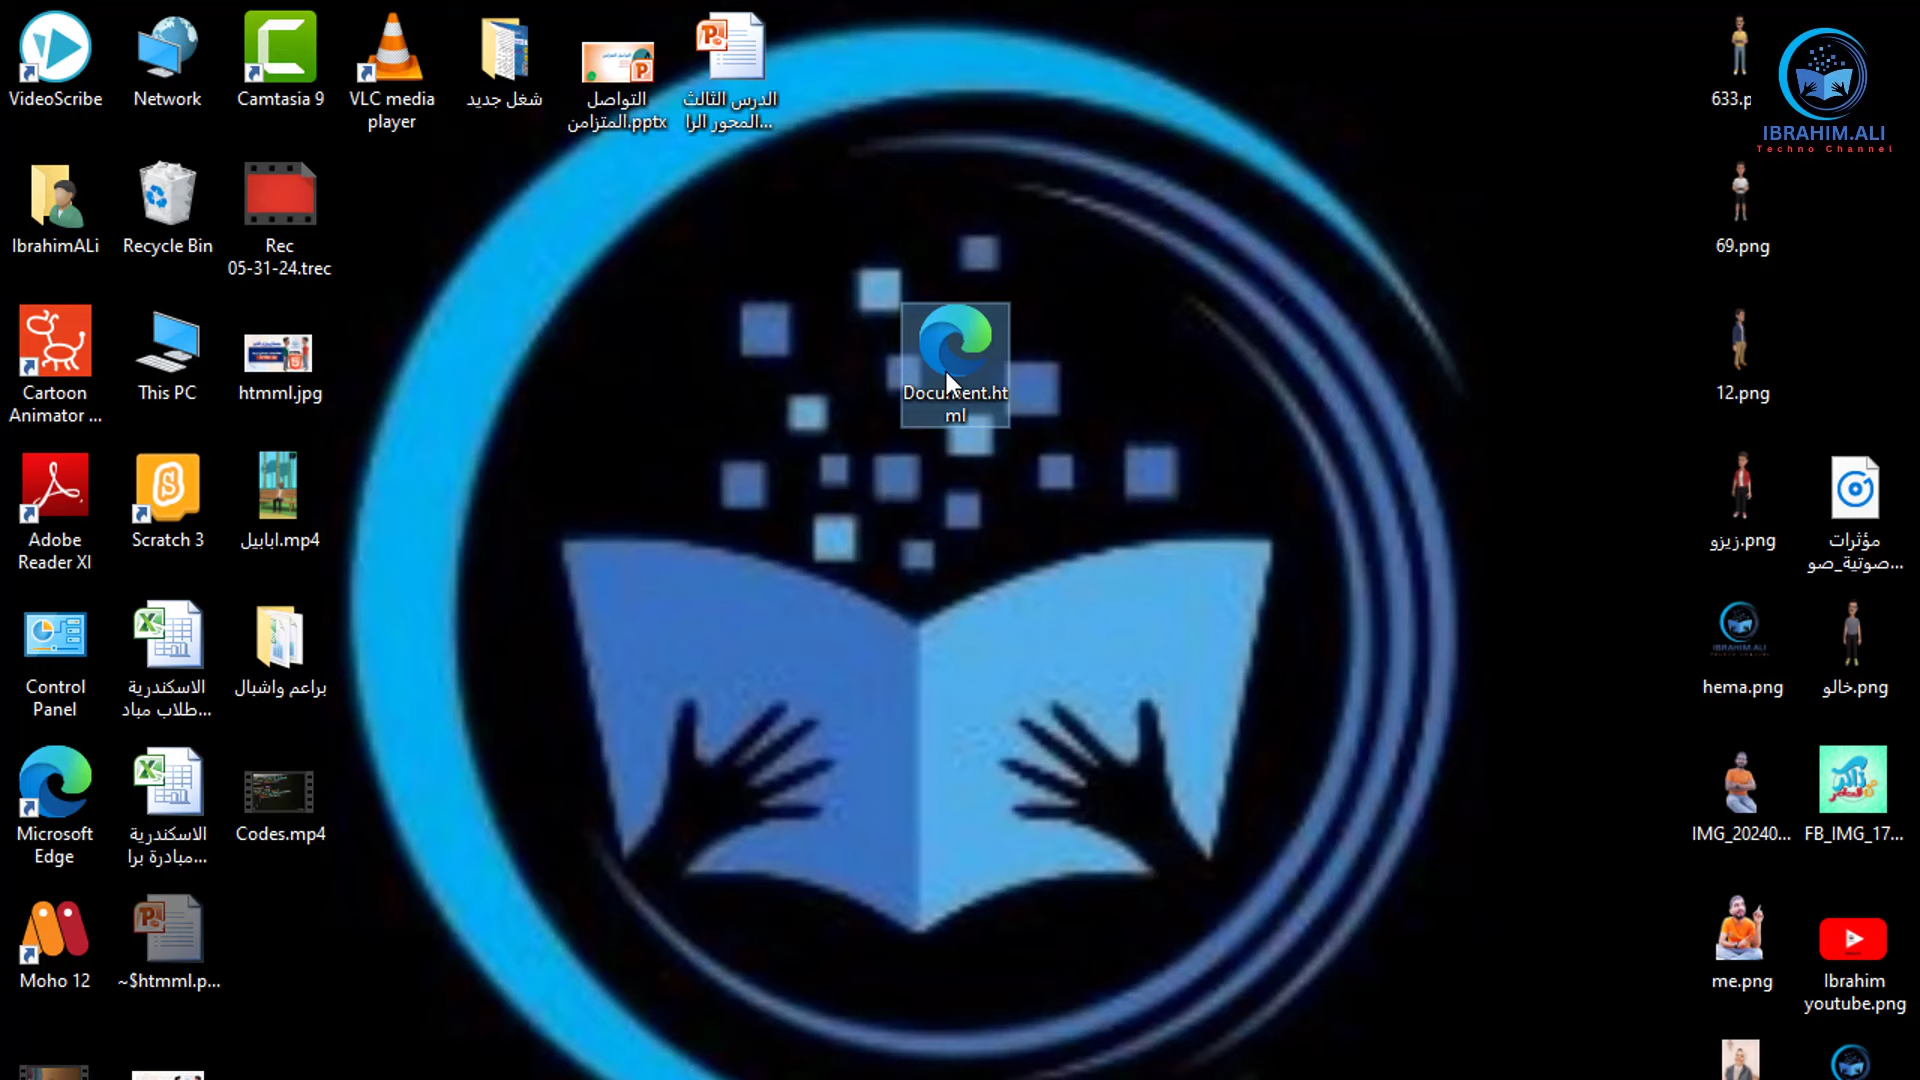 VideoScribe
Network
Camtasia 9
VLC media
player
شغل جديد
التواصل
المتزامن.pptx
الدرس الثالث
المحور الرا...
633.p
IBRAHIM.ALI
Techno Channel
IbrahimALi
Recycle Bin
Rec
05-31-24.trec
69.png
Cartoon
Animator ...
This PC
htmml.jpg
Document.ht
ml
12.png
Adobe
Reader XI
Scratch 3
ابابيل.mp4
زيزو.png
مؤثرات
صوتية_صو...
Control
Panel
الاسكندرية
طلاب مباد...
براعم واشبال
hema.png
خالو.png
Microsoft
Edge
الاسكندرية
مبادرة برا...
Codes.mp4
IMG_20240...
FB_IMG_17...
Moho 12
~$htmml.p...
me.png
Ibrahim
youtube.png